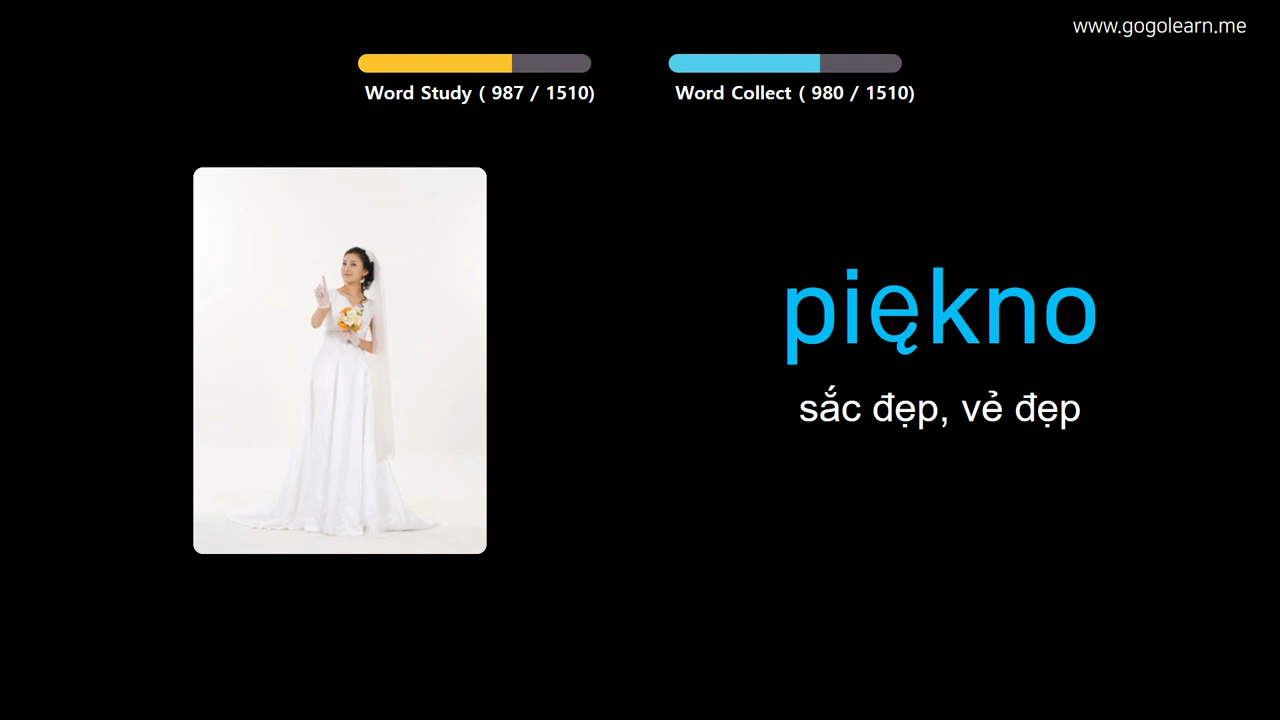 www.gogolearn.me
Word Study ( 987 / 1510)
Word Collect ( 980 / 1510)
piękno
sắc đẹp, vẻ đẹp